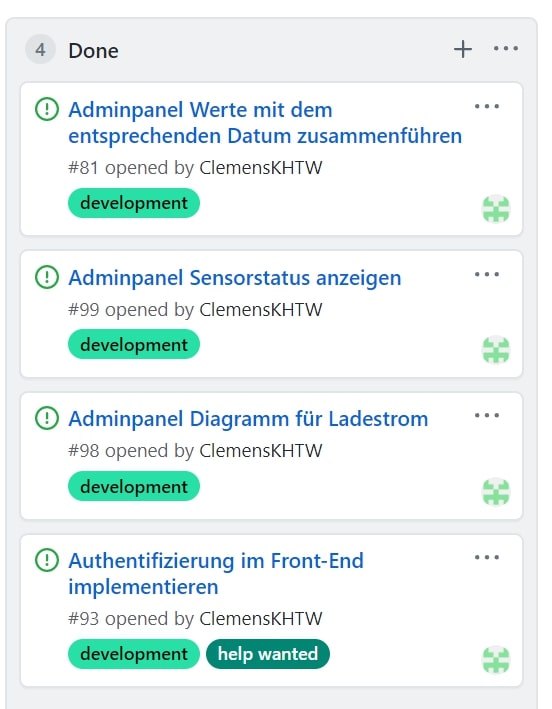 4 Done
Adminpanel Werte mit dem
entsprechenden Datum zusammenführen
#81 opened by ClemensKHTW
development
Adminpanel Sensorstatus anzeigen
#99 opened by ClemensKHTW
development
Adminpanel Diagramm für Ladestrom
#98 opened by ClemensKHTW
development
Authentifizierung im Front-End
implementieren
#93 opened by ClemensKHTW
development help wanted